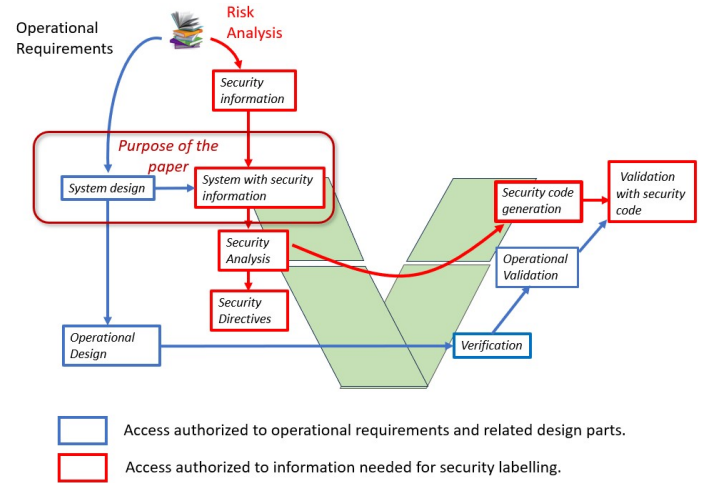 Operational
Requirements
Risk
Analysis
Security
information
Purpose of the
paper
System design
System with security
information
Security code
generation
Validation
with security
code
Security
Analysis
Operational
Validation
Security
Directives
Operational
Design
Verification
Access authorized to operational requirements and related design parts.
Access authorized to information needed for security labelling.